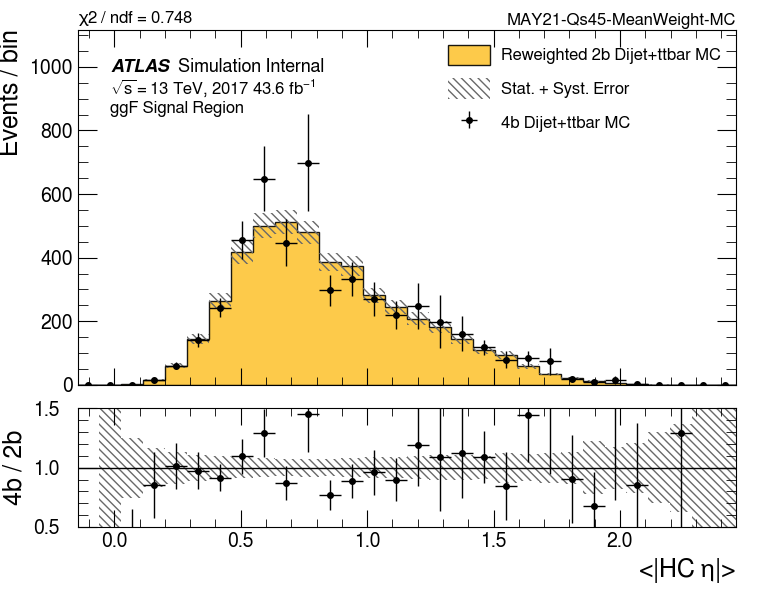 χ2 / ndf = 0.748
MAY21-Qs45-MeanWeight-MC
Events / bin
ATLAS Simulation Internal
√s = 13 TeV, 2017 43.6 fb⁻¹
ggF Signal Region
Reweighted 2b Dijet+ttbar MC
Stat. + Syst. Error
4b Dijet+ttbar MC
1000
800
600
400
200
0
4b / 2b
1.5
1.0
0.5
0.0 0.5 1.0 1.5 2.0
<|HC η|>